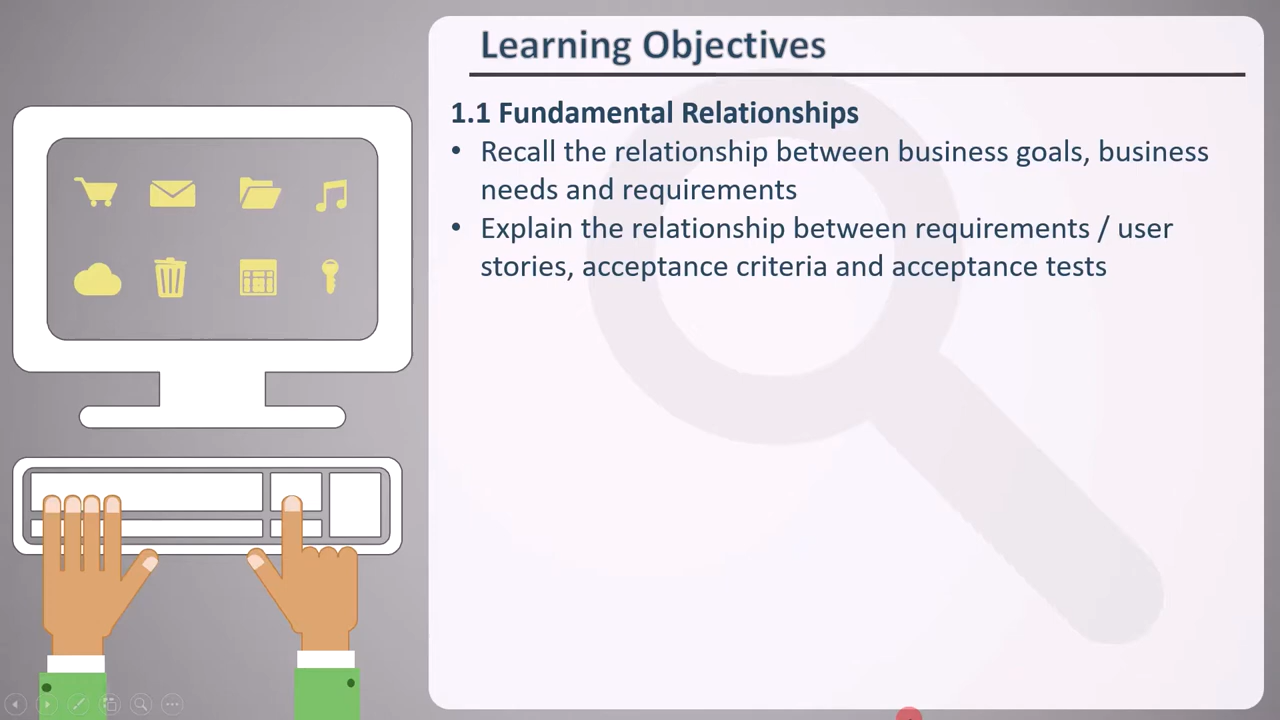 Learning Objectives
1.1 Fundamental Relationships
• Recall the relationship between business goals, business
needs and requirements
• Explain the relationship between requirements / user
stories, acceptance criteria and acceptance tests